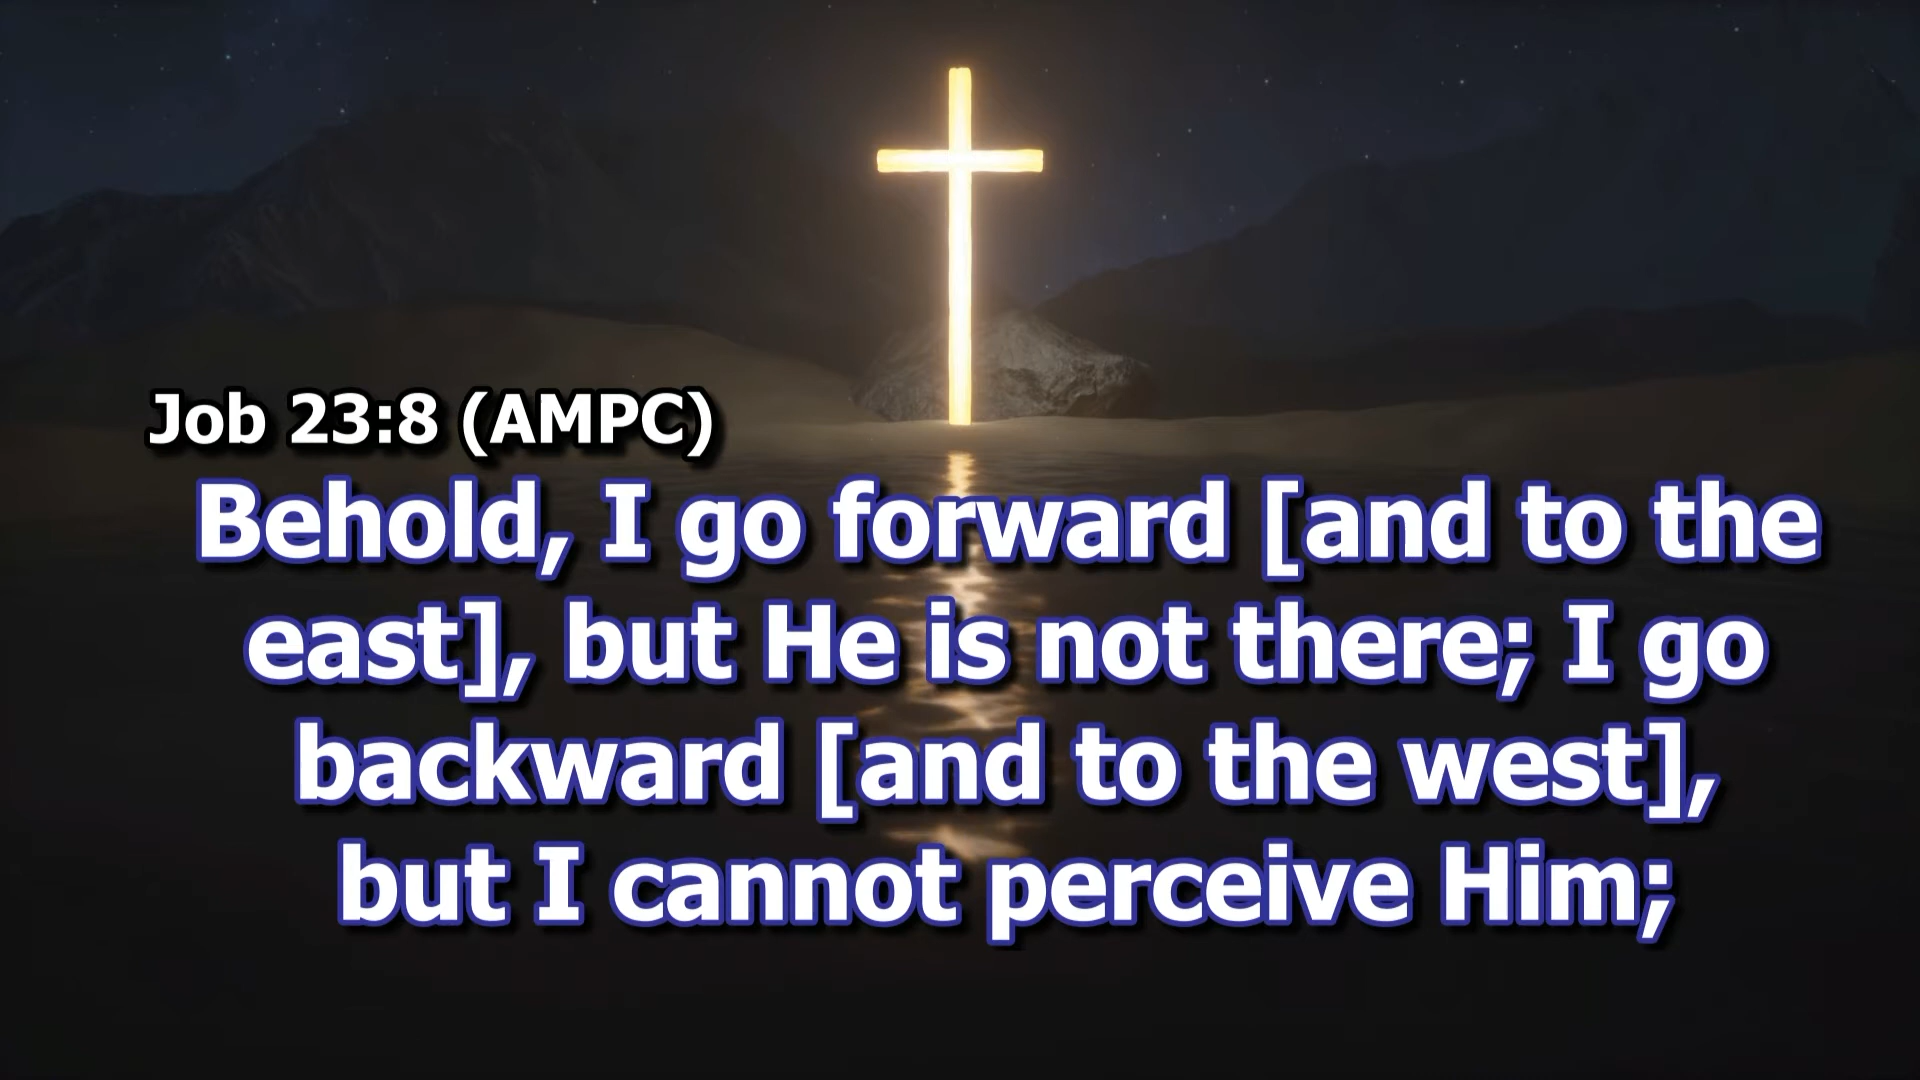 Job 23:8 (AMPC)
Behold, I go forward [and to the
east], but He is not there; I go
backward [and to the west],
but I cannot perceive Him;